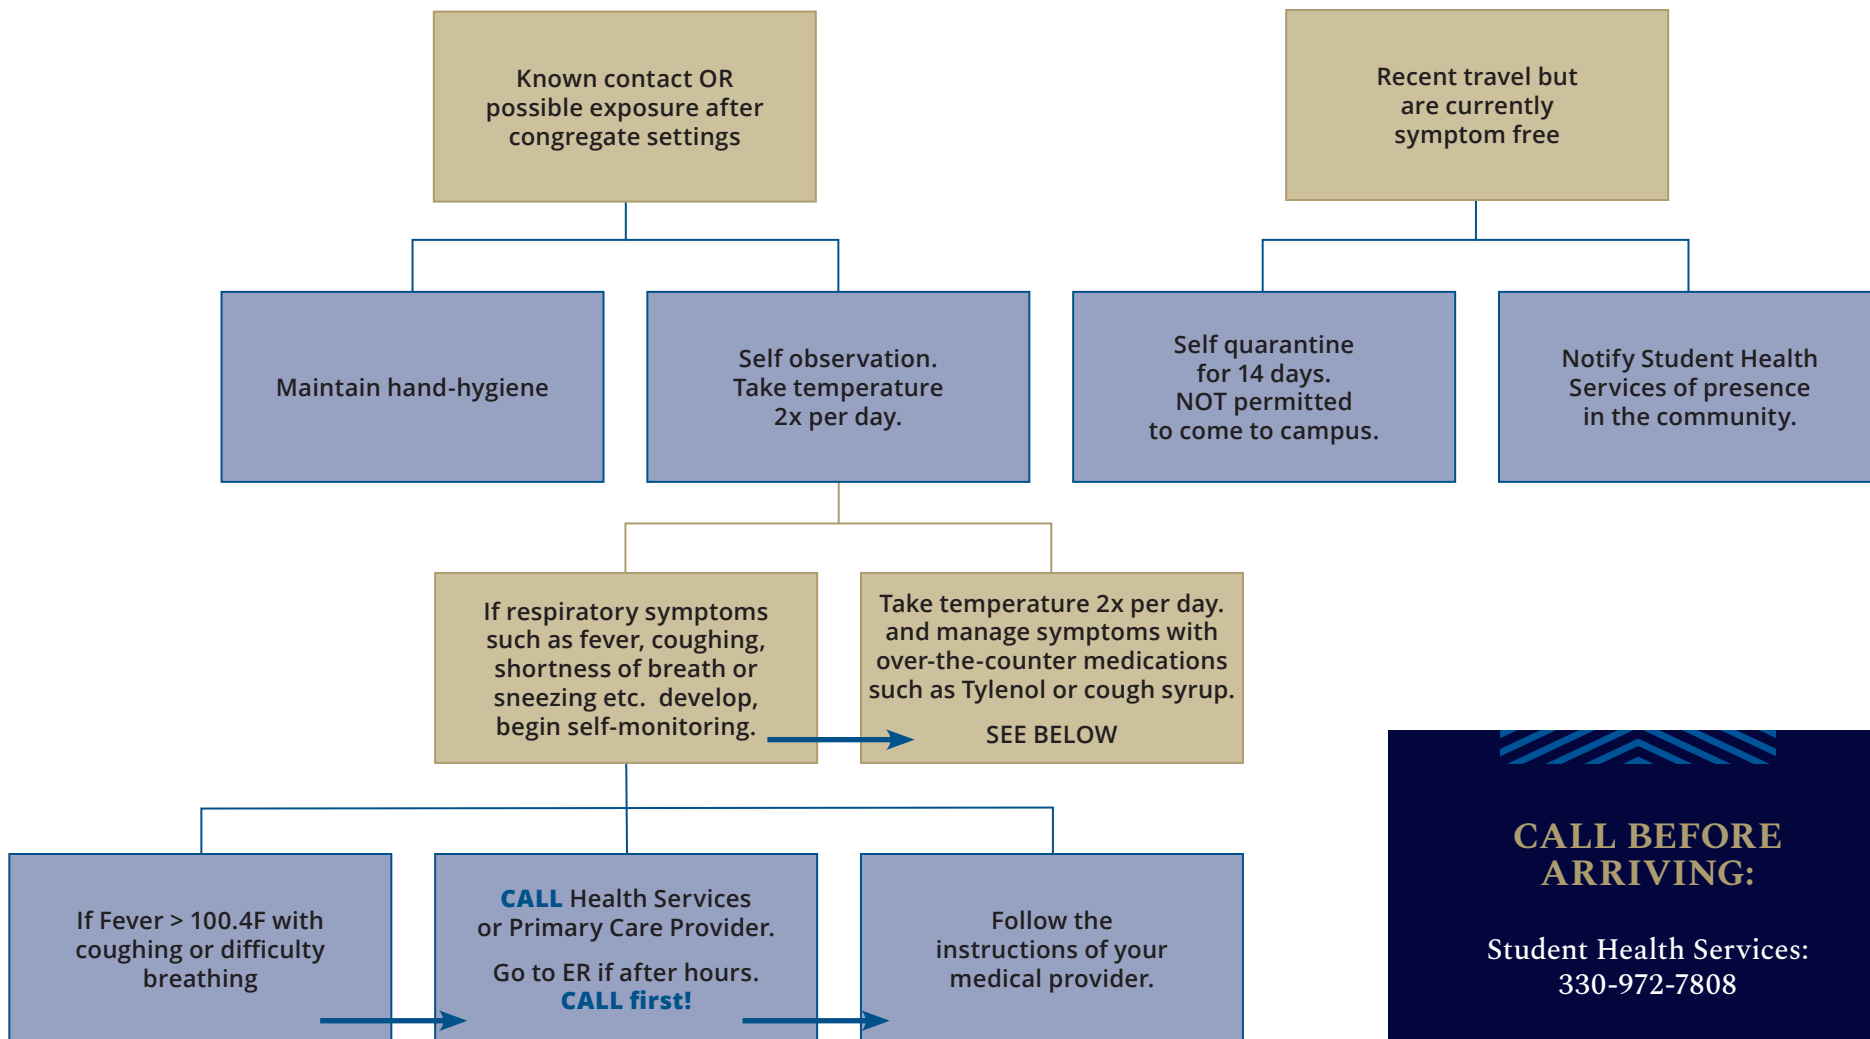 Known contact OR
possible exposure after
congregate settings
Recent travel but
are currently
symptom free
Maintain hand-hygiene
Self observation.
Take temperature
2x per day.
Self quarantine
for 14 days.
NOT permitted
to come to campus.
Notify Student Health
Services of presence
in the community.
If respiratory symptoms
such as fever, coughing,
shortness of breath or
sneezing etc.  develop,
begin self-monitoring.
Take temperature 2x per day.
and manage symptoms with
over-the-counter medications
such as Tylenol or cough syrup.
SEE BELOW
If Fever > 100.4F with
coughing or difficulty
breathing
CALL Health Services
or Primary Care Provider.
Go to ER if after hours.
CALL first!
Follow the
instructions of your
medical provider.
CALL BEFORE
ARRIVING:
Student Health Services:
330-972-7808